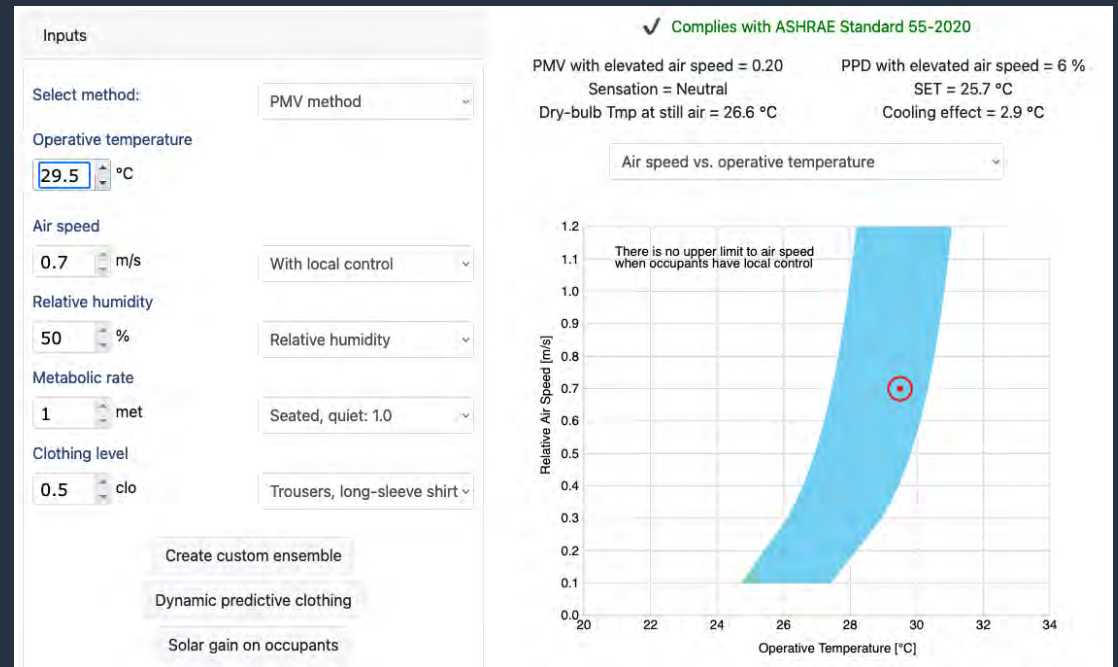 Inputs
Select method:
PMV method
Operative temperature
29.5 °C
Air speed
0.7 m/s
With local control
Relative humidity
50 %
Relative humidity
Metabolic rate
1 met
Seated, quiet: 1.0
Clothing level
0.5 clo
Trousers, long-sleeve shirt
Create custom ensemble
Dynamic predictive clothing
Solar gain on occupants
✓ Complies with ASHRAE Standard 55-2020
PMV with elevated air speed = 0.20
Sensation = Neutral
Dry-bulb Tmp at still air = 26.6 °C
PPD with elevated air speed = 6 %
SET = 25.7 °C
Cooling effect = 2.9 °C
Air speed vs. operative temperature
There is no upper limit to air speed
when occupants have local control
Relative Air Speed [m/s]
1.2
1.1
1.0
0.9
0.8
0.7
0.6
0.5
0.4
0.3
0.2
0.1
0.0
20 22 24 26 28 30 32 34
Operative Temperature [°C]